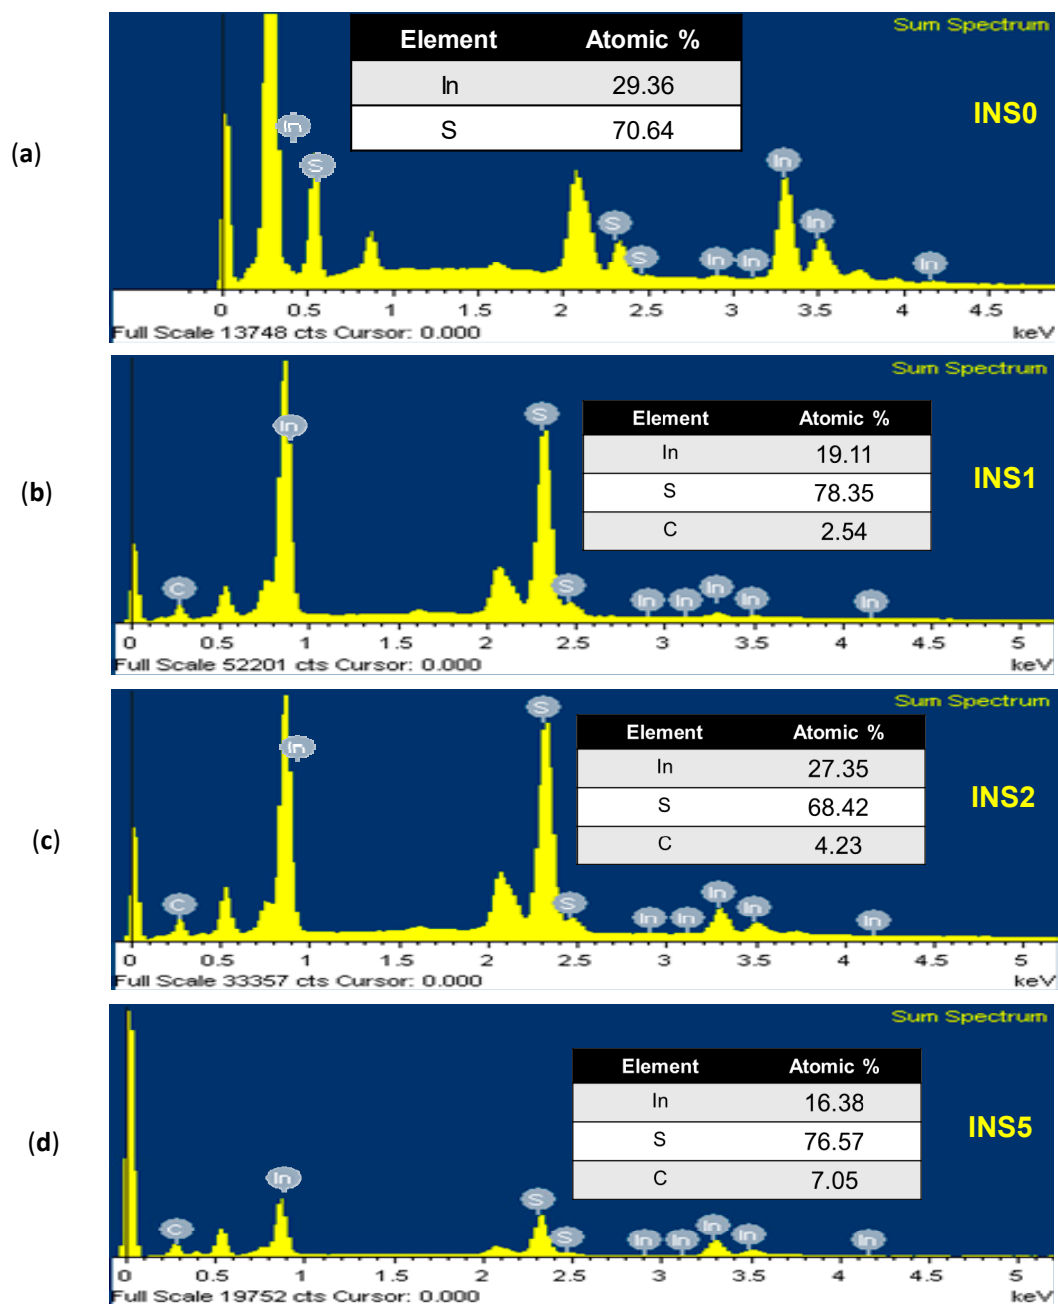 (a)
Sum Spectrum
Element Atomic %
In 29.36
S 70.64
INS0
In
S
S
S
In
In
In
In
In
0 0.5 1 1.5 2 2.5 3 3.5 4 4.5
Full Scale 13748 cts Cursor: 0.000 keV
(b)
Sum Spectrum
Element Atomic %
In 19.11
S 78.35
C 2.54
INS1
C
In
S
S
In
In
In
In
In
0 0.5 1 1.5 2 2.5 3 3.5 4 4.5 5
Full Scale 52201 cts Cursor: 0.000 keV
(c)
Sum Spectrum
Element Atomic %
In 27.35
S 68.42
C 4.23
INS2
C
In
S
S
In
In
In
In
In
0 0.5 1 1.5 2 2.5 3 3.5 4 4.5 5
Full Scale 33357 cts Cursor: 0.000 keV
(d)
Sum Spectrum
Element Atomic %
In 16.38
S 76.57
C 7.05
INS5
C
In
S
S
In
In
In
In
In
0 0.5 1 1.5 2 2.5 3 3.5 4 4.5 5
Full Scale 19752 cts Cursor: 0.000 keV